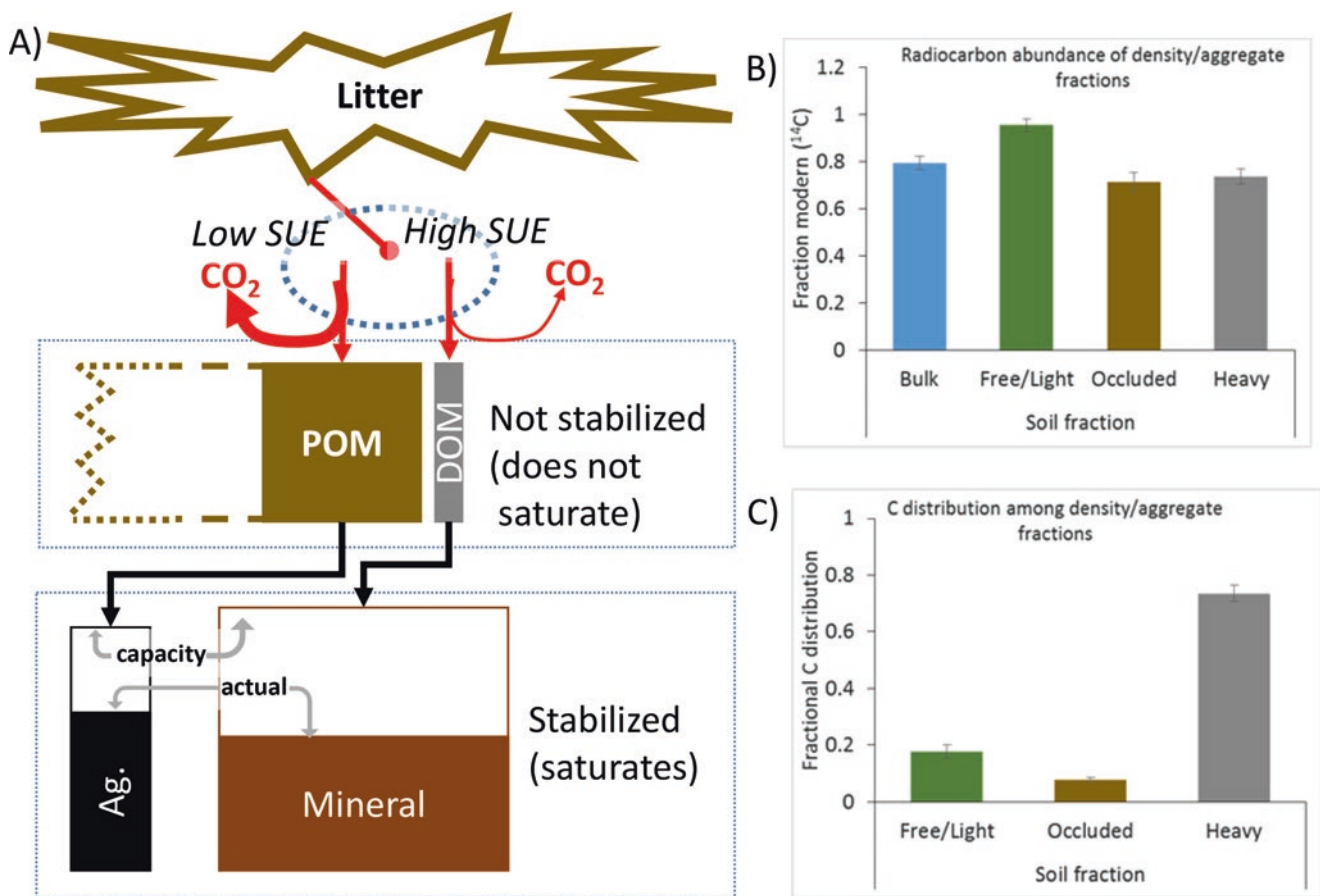 A)
Litter
Low SUE
High SUE
CO2
CO2
POM
DOM
Not stabilized
(does not
saturate)
capacity
actual
Ag.
Mineral
Stabilized
(saturates)
B)
Radiocarbon abundance of density/aggregate
fractions
Fraction modern (14C)
1.2
1
0.8
0.6
0.4
0.2
0
Bulk
Free/Light
Occluded
Heavy
Soil fraction
C)
C distribution among density/aggregate
fractions
Fractional C distribution
1
0.8
0.6
0.4
0.2
0
Free/Light
Occluded
Heavy
Soil fraction